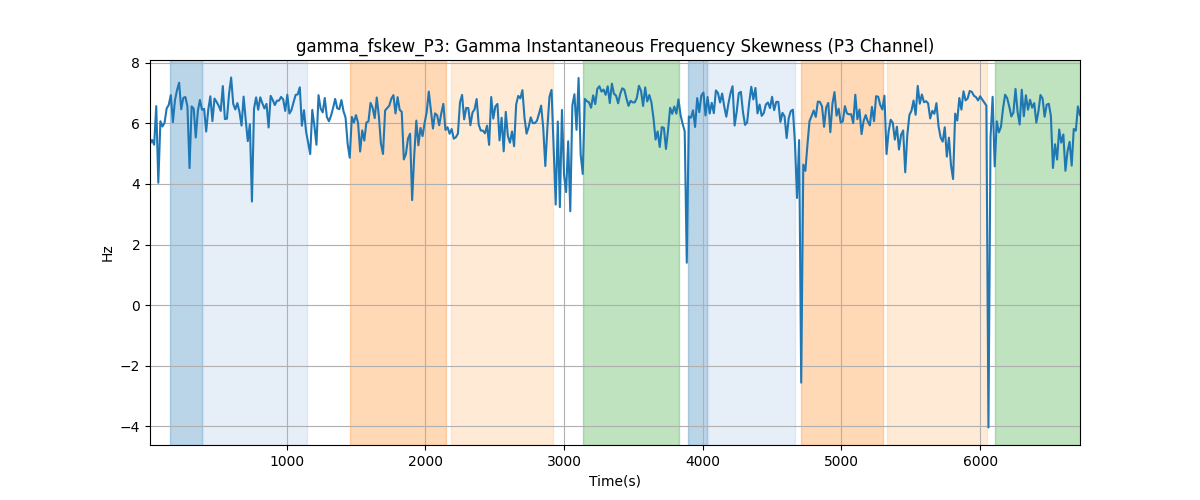 gamma_fskew_P3: Gamma Instantaneous Frequency Skewness (P3 Channel)
8
6
4
2
0
−2
−4
Hz
1000 2000 3000 4000 5000 6000
Time(s)